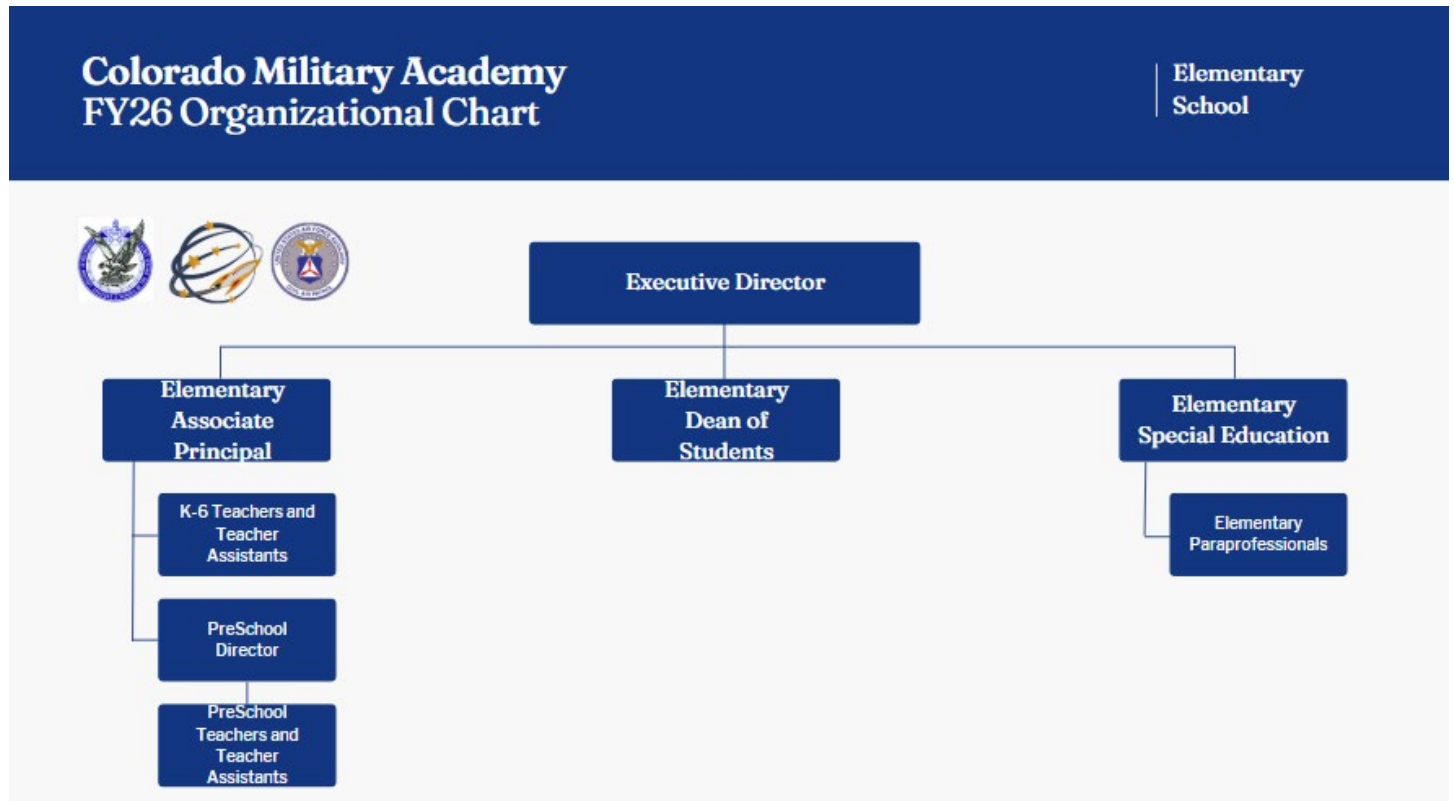 Colorado Military Academy
FY26 Organizational Chart
Elementary
School
Executive Director
Elementary
Associate
Principal
Elementary
Dean of
Students
Elementary
Special Education
K-6 Teachers and
Teacher
Assistants
Elementary
Paraprofessionals
PreSchool
Director
PreSchool
Teachers and
Teacher
Assistants